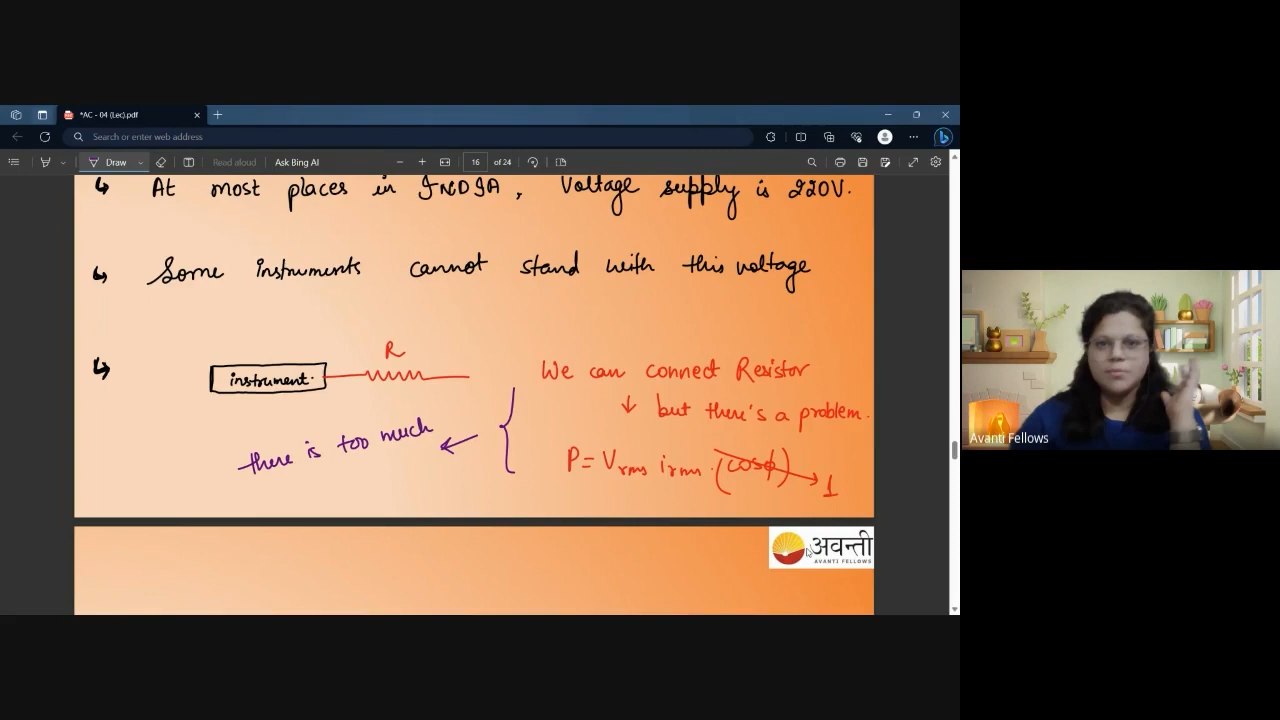 *AC - 04 (Lec).pdf
Search or enter web address
Draw
Read aloud
Ask Bing AI
16 of 24
↳ At most places in INDIA, Voltage supply is 220V.
↳ Some instruments cannot stand with this voltage
↳
R
instrument.
We can connect Resistor
↓ but there's a problem.
there is too much ←
P = Vrms irms. (cosφ) → 1
Avanti Fellows
अवन्ती
AVANTI FELLOWS